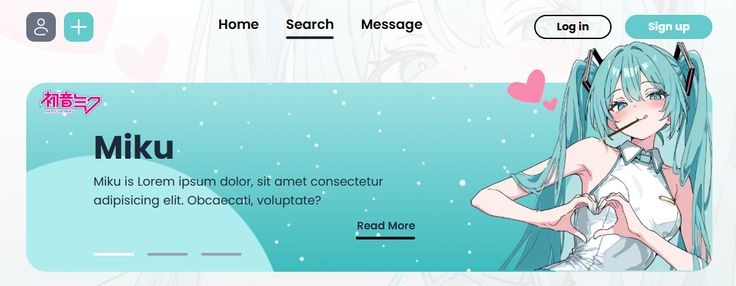 Home Search Message Log in Sign up
初音ミク
Miku
Miku is Lorem ipsum dolor, sit amet consectetur
adipisicing elit. Obcaecati, voluptate?
Read More